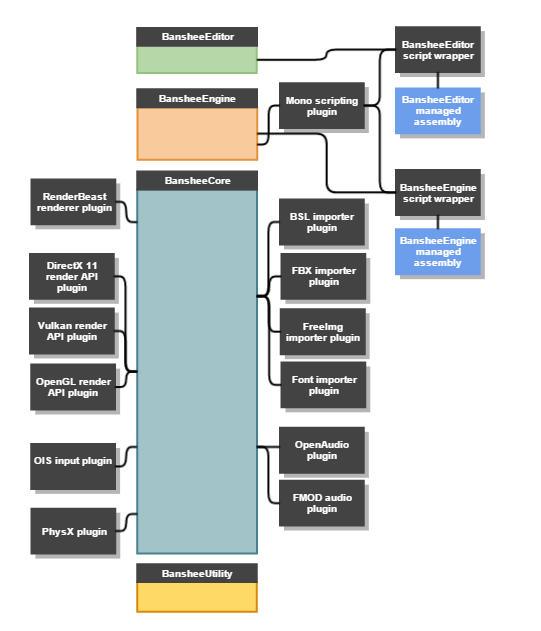 BansheeEditor
BansheeEditor
script wrapper
BansheeEditor
managed
assembly
BansheeEngine
Mono scripting
plugin
BansheeEngine
script wrapper
BansheeEngine
managed
assembly
BansheeCore
RenderBeast
renderer plugin
DirectX 11
render API
plugin
Vulkan render
API plugin
OpenGL render
API plugin
OIS input plugin
PhysX plugin
BSL importer
plugin
FBX importer
plugin
FreeImg
importer plugin
Font importer
plugin
OpenAudio
plugin
FMOD audio
plugin
BansheeUtility